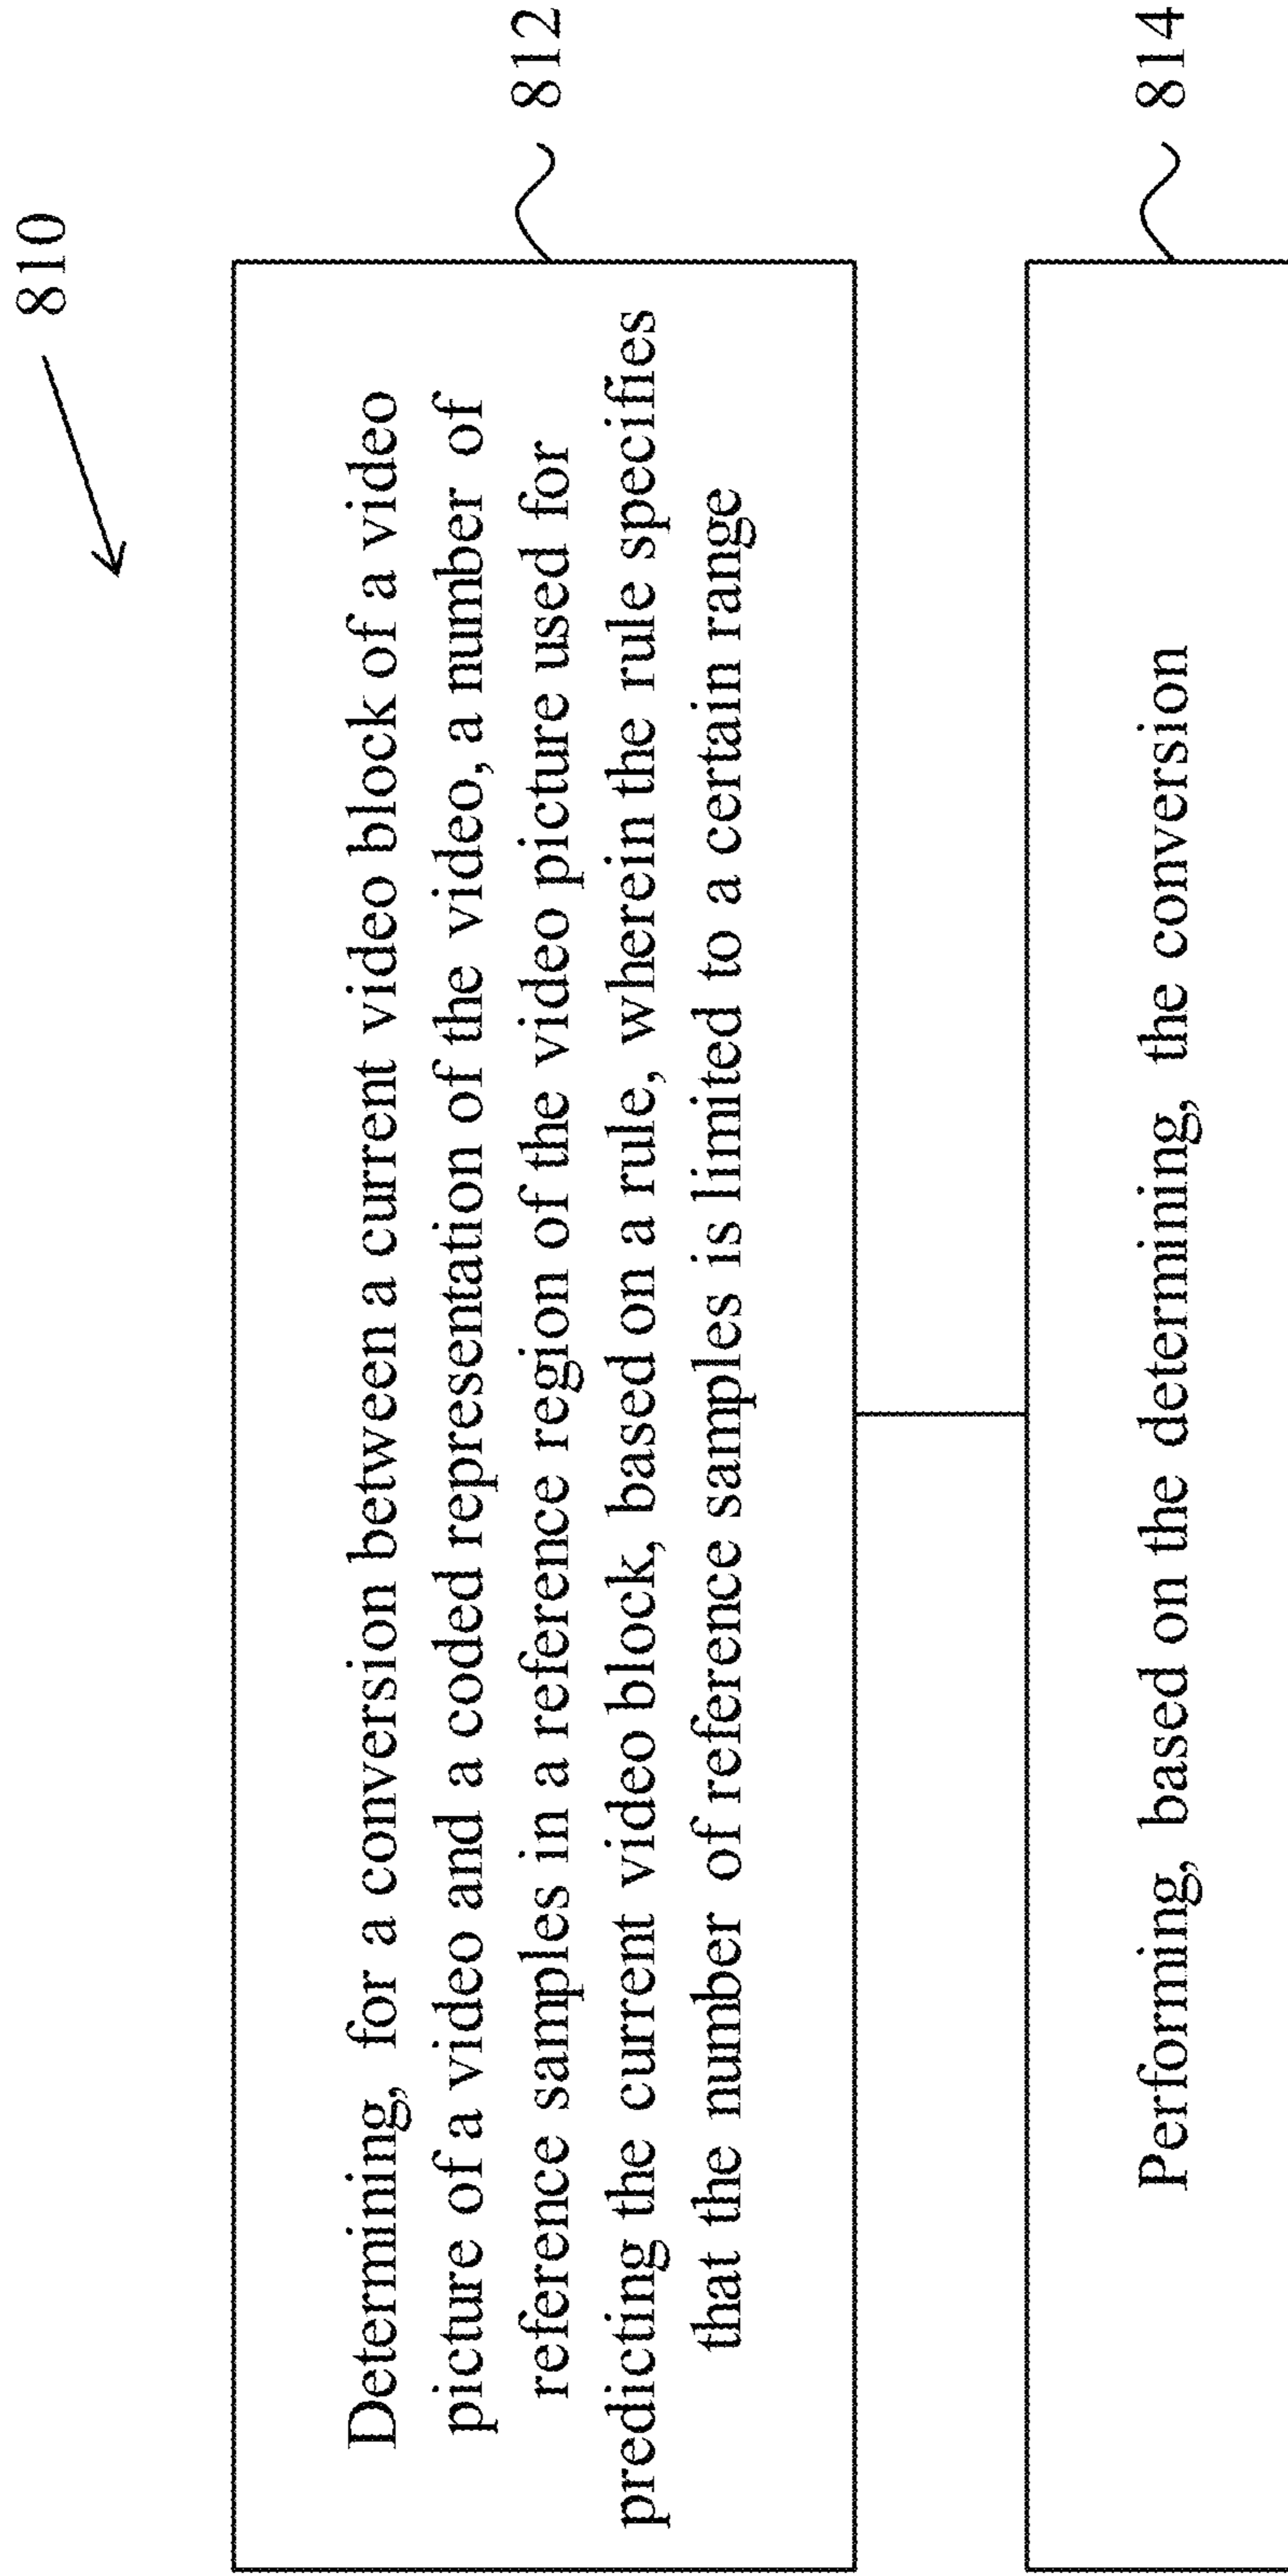 810
Determining, for a conversion between a current video block of a video
picture of a video and a coded representation of the video, a number of
reference samples in a reference region of the video picture used for
predicting the current video block, based on a rule, wherein the rule specifies
that the number of reference samples is limited to a certain range
812
Performing, based on the determining, the conversion
814